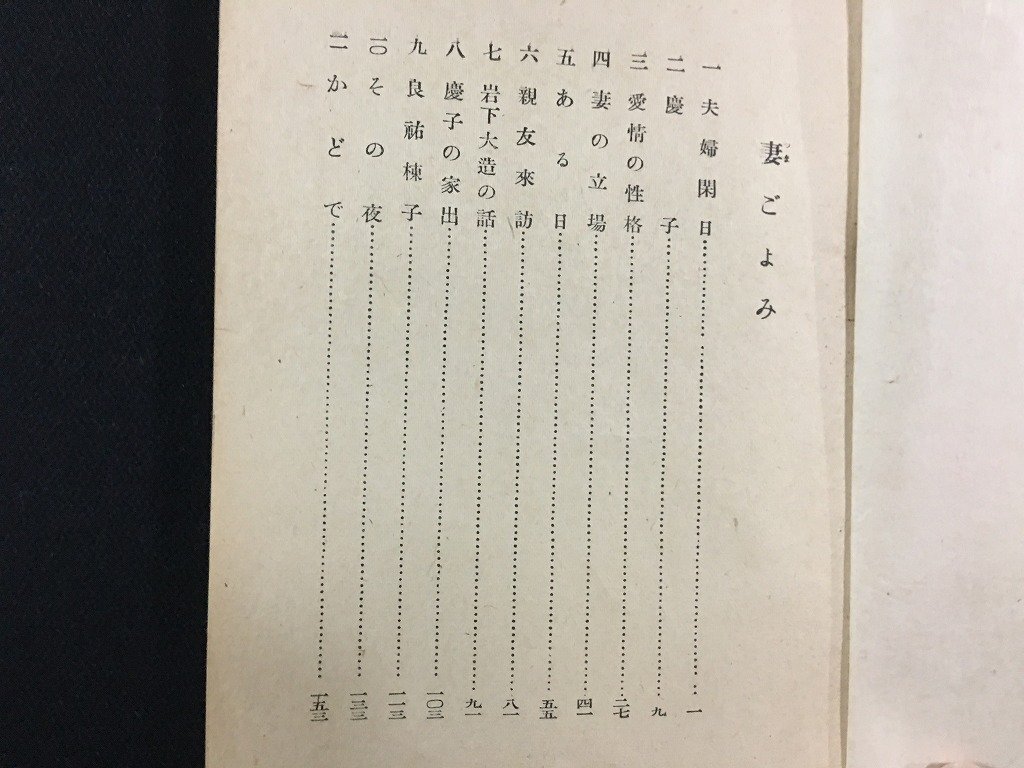 妻ごよみ
一 夫婦閑日 一
二 慶子 九
三 愛情の性格 二七
四 妻の立場 四一
五 ある日 五五
六 親友來訪 八一
七 岩下大造の話 九一
八 慶子の家出 一〇三
九 良祐棟子 一一三
一〇 その夜 一三三
一一 かどで 一五三